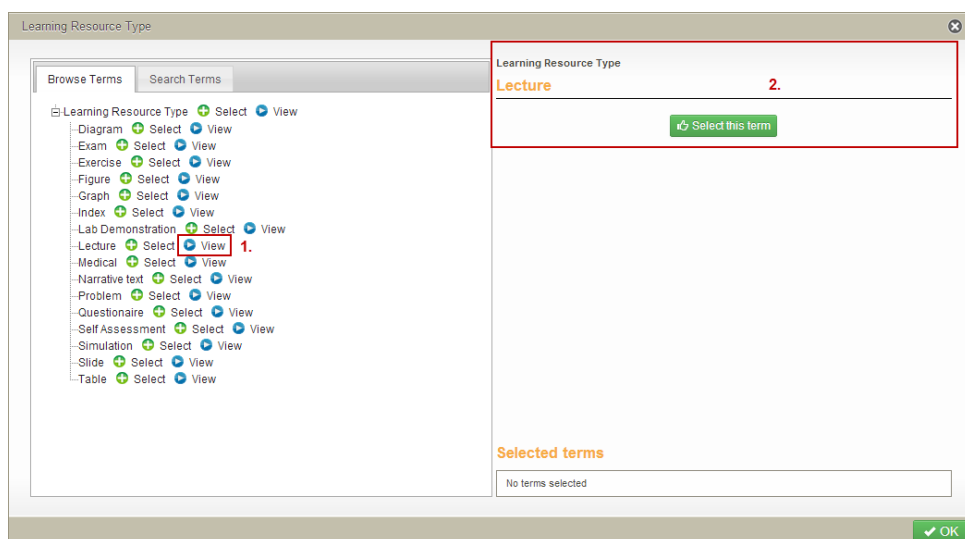 Learning Resource Type
Browse Terms Search Terms
Learning Resource Type Select View
Diagram Select View
Exam Select View
Exercise Select View
Figure Select View
Graph Select View
Index Select View
Lab Demonstration Select View
Lecture Select View 1.
Medical Select View
Narrative text Select View
Problem Select View
Questionaire Select View
Self Assessment Select View
Simulation Select View
Slide Select View
Table Select View
Learning Resource Type
Lecture 2.
Select this term
Selected terms
No terms selected
OK